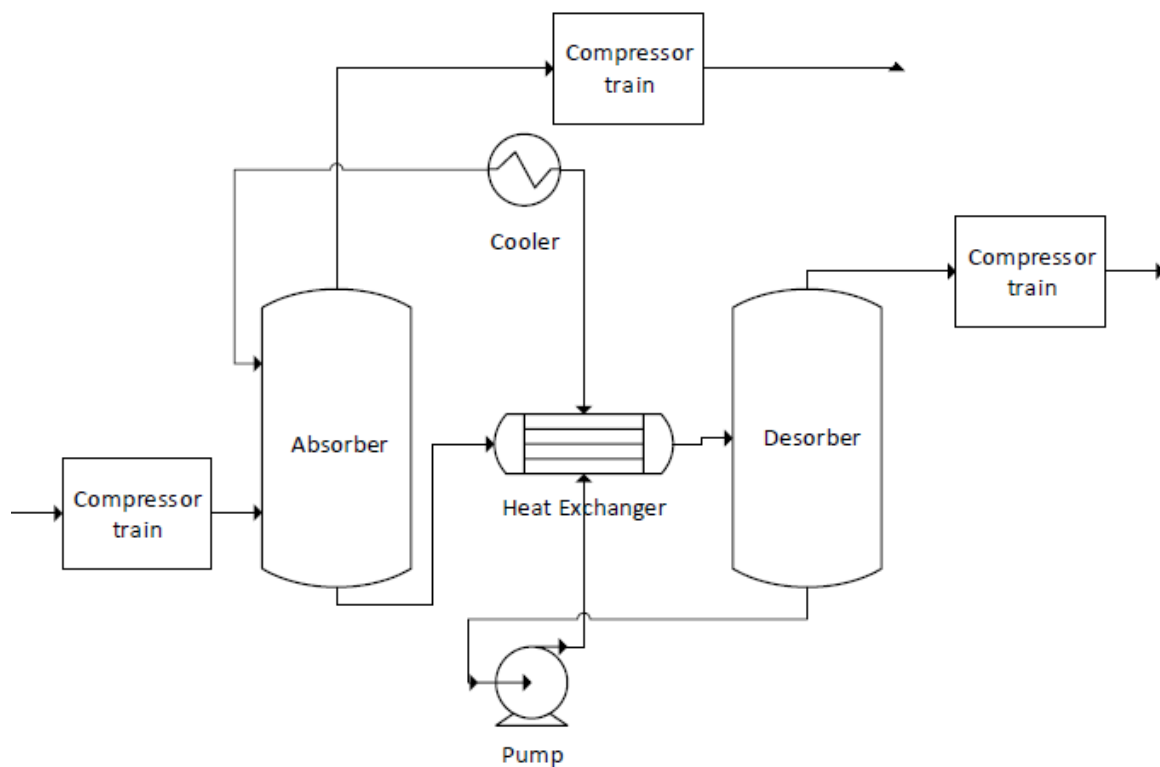 Compressor
train
Cooler
Compressor
train
Absorber
Desorber
Compressor
train
Heat Exchanger
Pump